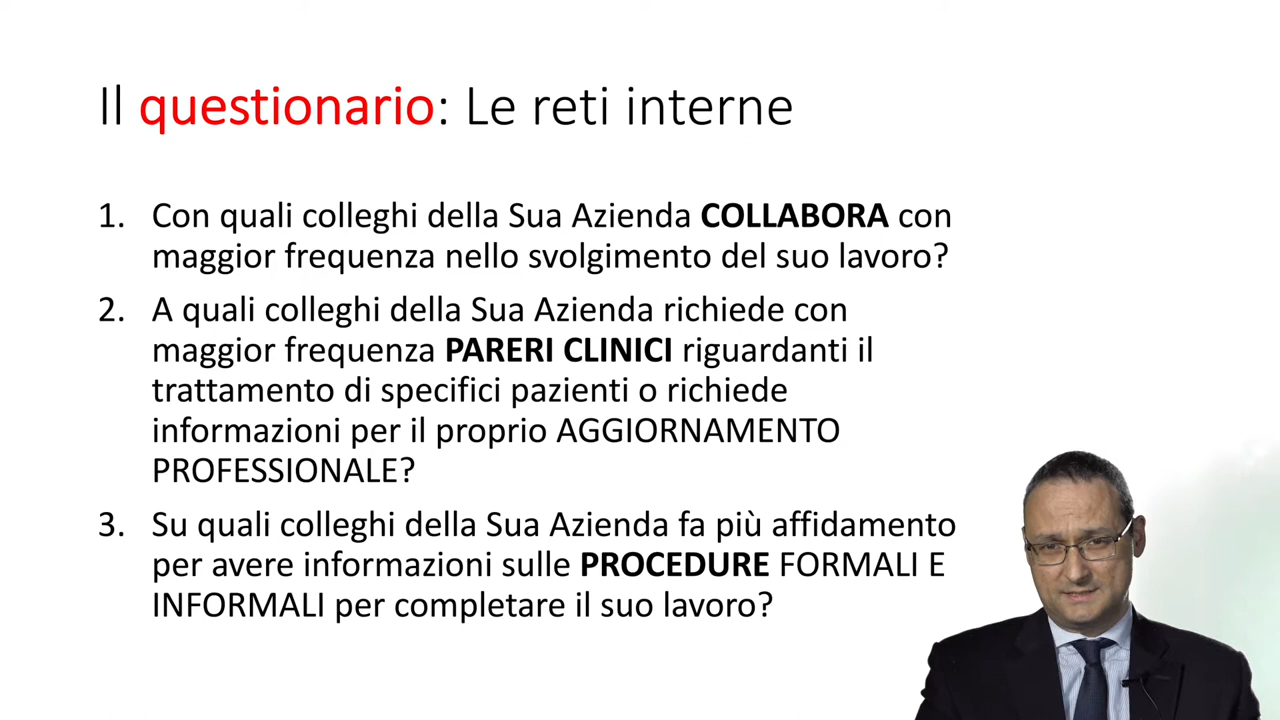 Il questionario: Le reti interne
1. Con quali colleghi della Sua Azienda COLLABORA con
maggior frequenza nello svolgimento del suo lavoro?
2. A quali colleghi della Sua Azienda richiede con
maggior frequenza PARERI CLINICI riguardanti il
trattamento di specifici pazienti o richiede
informazioni per il proprio AGGIORNAMENTO
PROFESSIONALE?
3. Su quali colleghi della Sua Azienda fa più affidamento
per avere informazioni sulle PROCEDURE FORMALI E
INFORMALI per completare il suo lavoro?